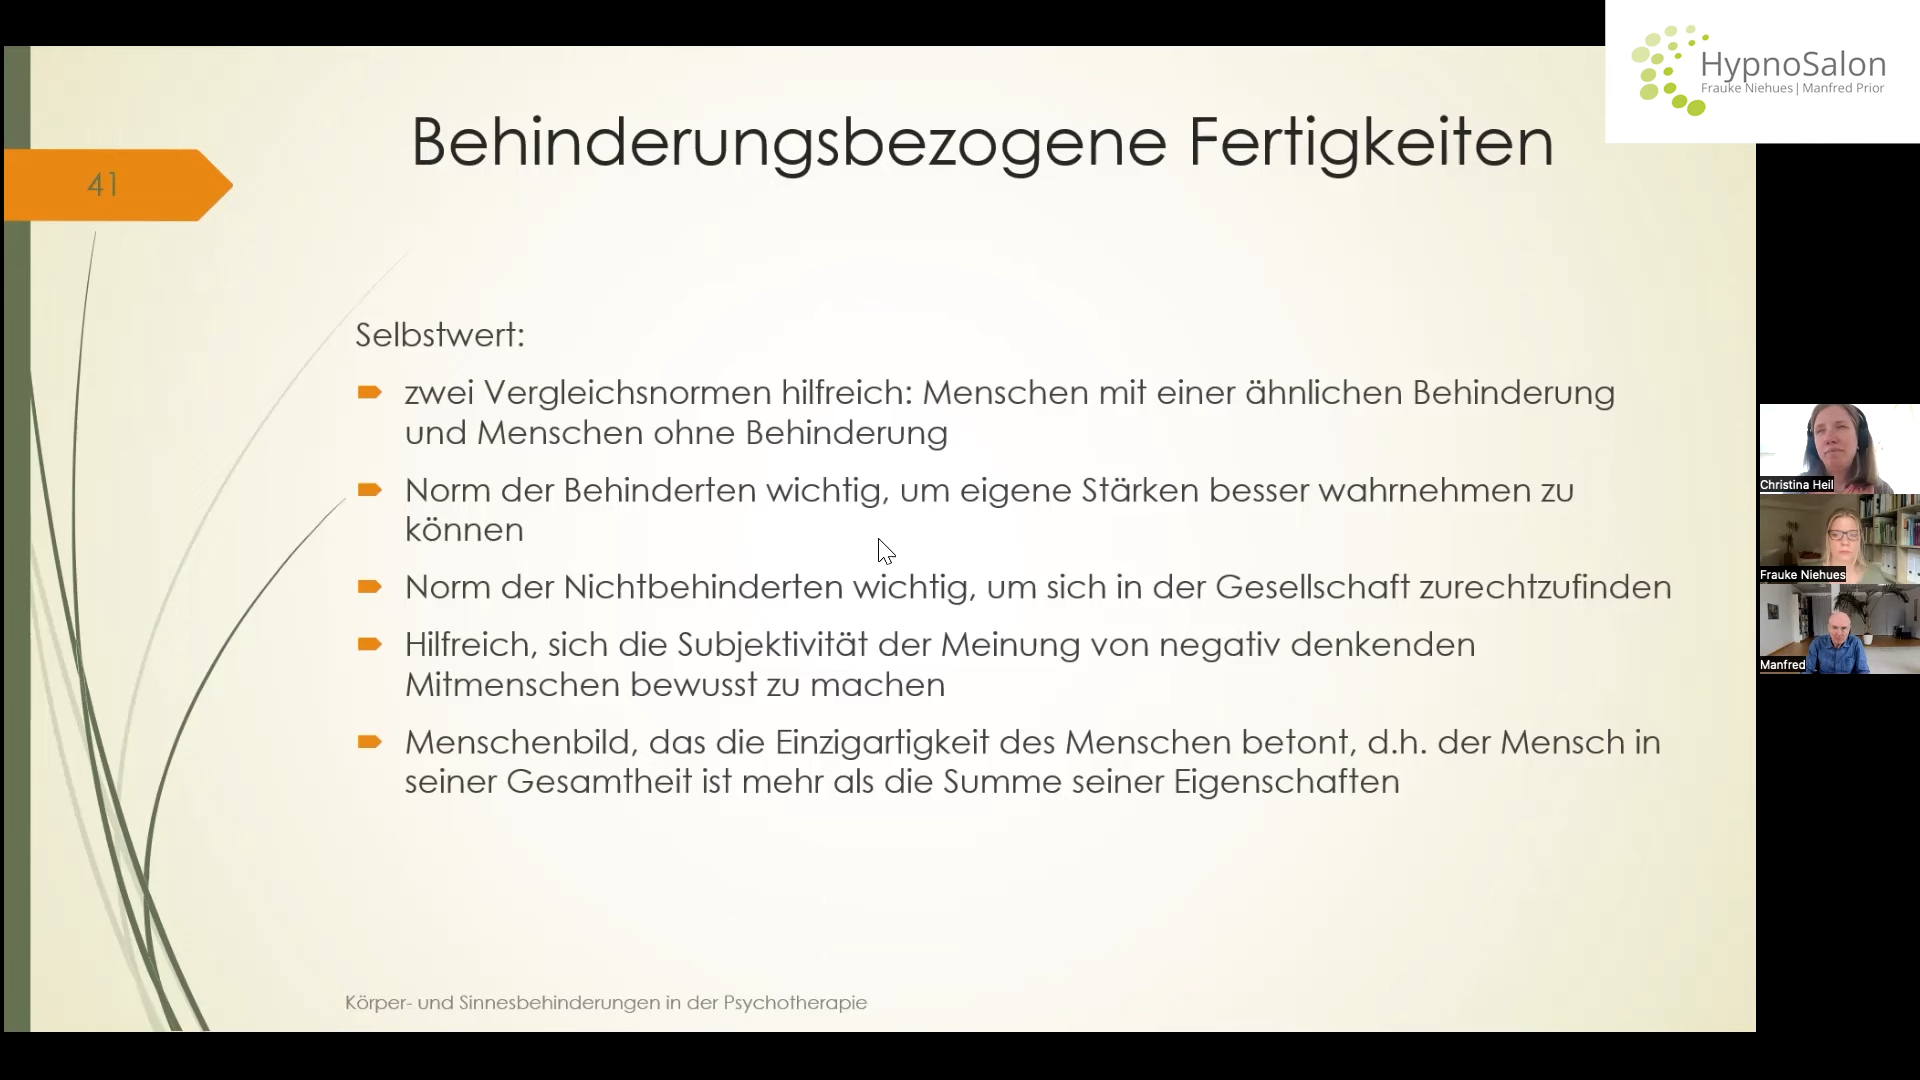 HypnoSalon
Frauke Niehues | Manfred Prior
Behinderungsbezogene Fertigkeiten
41
Selbstwert:
zwei Vergleichsnormen hilfreich: Menschen mit einer ähnlichen Behinderung
und Menschen ohne Behinderung
Norm der Behinderten wichtig, um eigene Stärken besser wahrnehmen zu
können
Norm der Nichtbehinderten wichtig, um sich in der Gesellschaft zurechtzufinden
Hilfreich, sich die Subjektivität der Meinung von negativ denkenden
Mitmenschen bewusst zu machen
Menschenbild, das die Einzigartigkeit des Menschen betont, d.h. der Mensch in
seiner Gesamtheit ist mehr als die Summe seiner Eigenschaften
Körper- und Sinnesbehinderungen in der Psychotherapie
Christina Heil
Frauke Niehues
Manfred